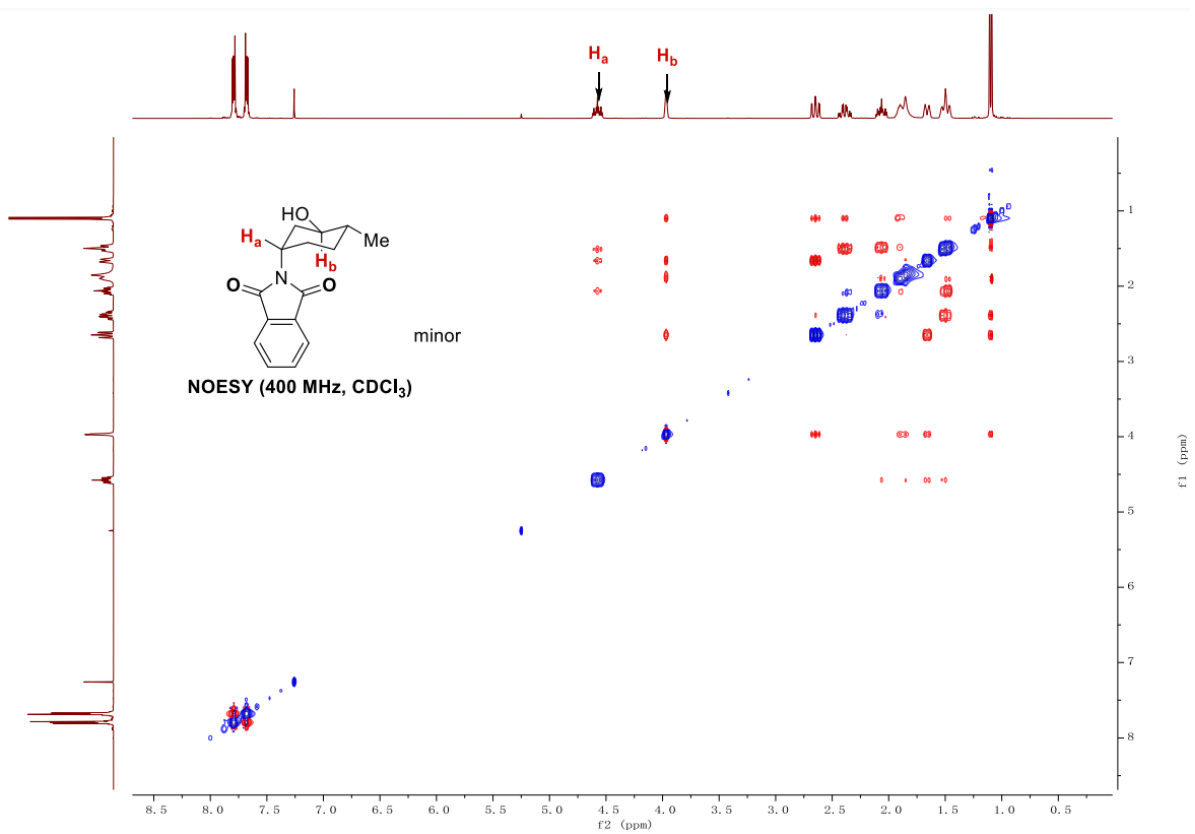 Ha
Hb
HO
Me
Ha
Hb
N
O
O
minor
NOESY (400 MHz, CDCl3)
1
2
3
4
5
6
7
8
f1 (ppm)
8.5 8.0 7.5 7.0 6.5 6.0 5.5 5.0 4.5 4.0 3.5 3.0 2.5 2.0 1.5 1.0 0.5
f2 (ppm)